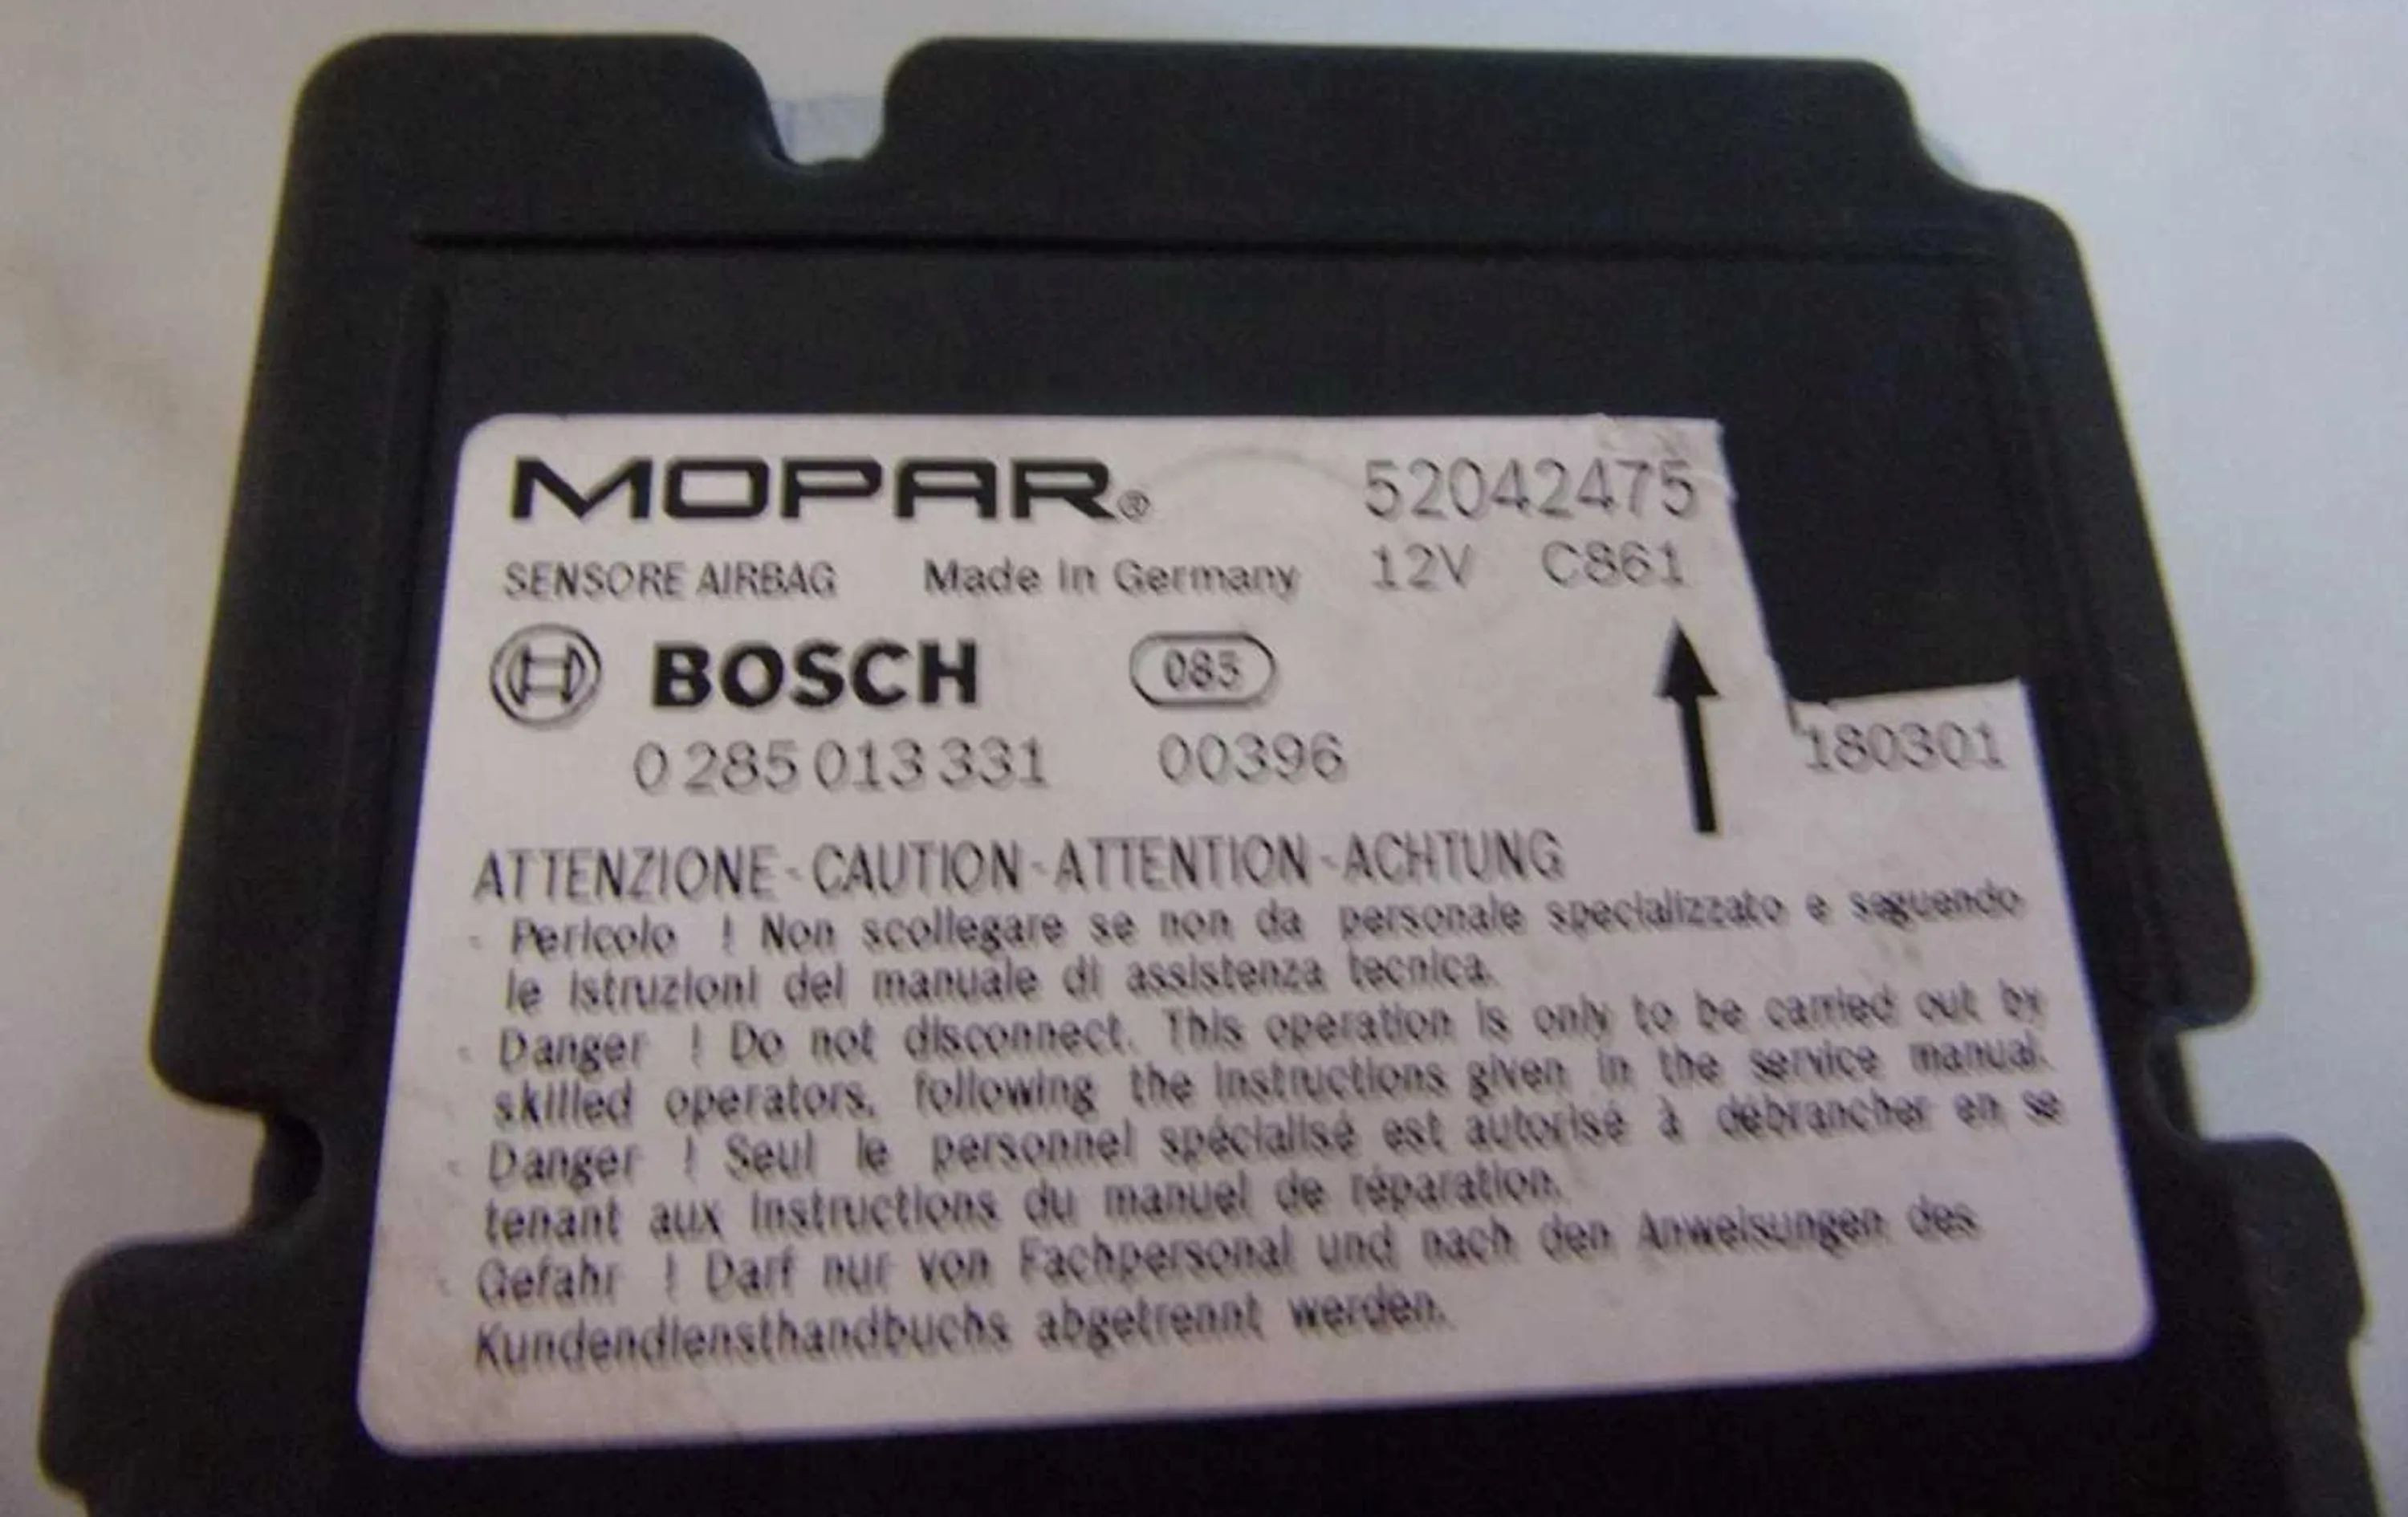 MOPAR® 52042475
SENSORE AIRBAG Made in Germany 12V C861
BOSCH 085
0 285 013 331 00396 180301
ATTENZIONE - CAUTION - ATTENTION - ACHTUNG
- Pericolo ! Non scollegare se non da personale specializzato e seguendo
le istruzioni del manuale di assistenza tecnica.
- Danger ! Do not disconnect. This operation is only to be carried out by
skilled operators, following the instructions given in the service manual.
- Danger ! Seul le personnel spécialisé est autorisé à débrancher en se
tenant aux instructions du manuel de réparation.
- Gefahr ! Darf nur von Fachpersonal und nach den Anweisungen des
Kundendiensthandbuchs abgetrennt werden.